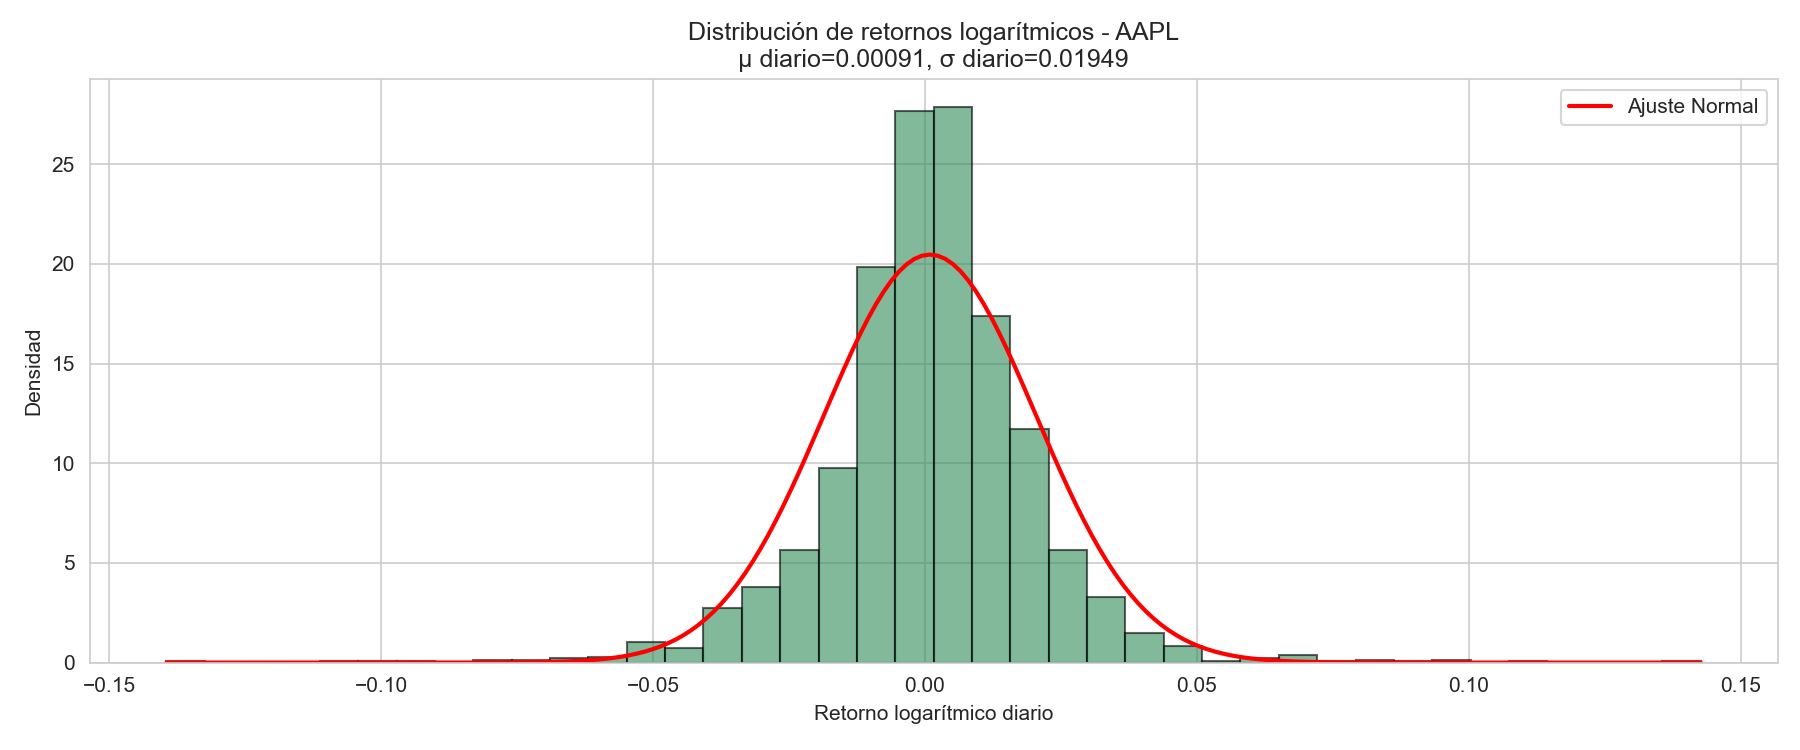 Distribución de retornos logarítmicos - AAPL
μ diario=0.00091, σ diario=0.01949
Ajuste Normal
Densidad
25
20
15
10
5
0
−0.15
−0.10
−0.05
0.00
0.05
0.10
0.15
Retorno logarítmico diario